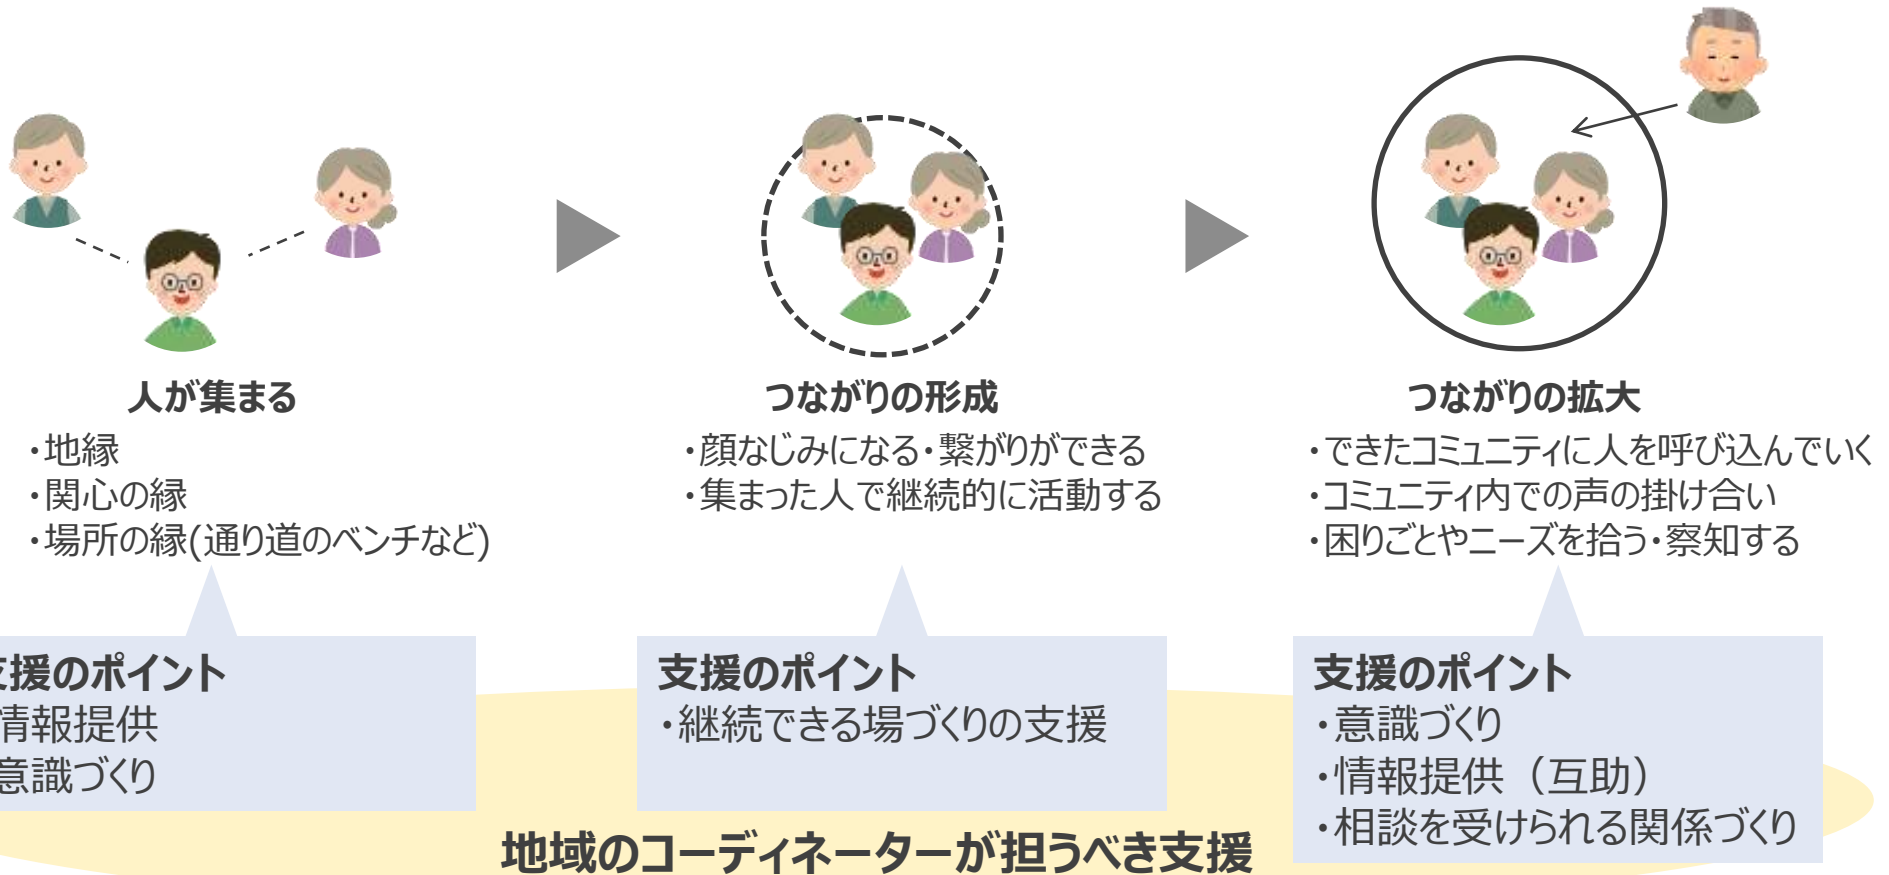 人が集まる
・地縁
・関心の縁
・場所の縁(通り道のベンチなど)
支援のポイント
情報提供
意識づくり
つながりの形成
・顔なじみになる・繋がりができる
・集まった人で継続的に活動する
支援のポイント
・継続できる場づくりの支援
つながりの拡大
・できたコミュニティに人を呼び込んでいく
・コミュニティ内での声の掛け合い
・困りごとやニーズを拾う・察知する
支援のポイント
・意識づくり
・情報提供（互助）
・相談を受けられる関係づくり
地域のコーディネーターが担うべき支援